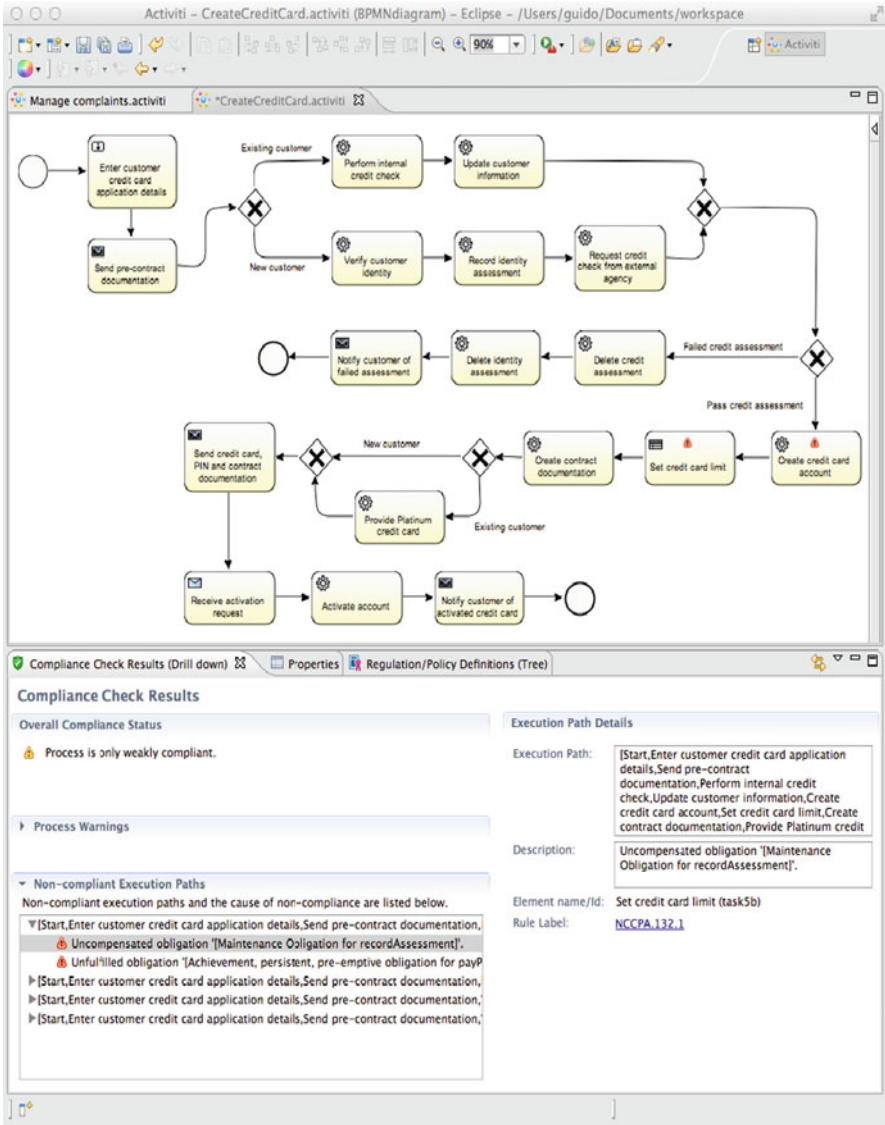 Activiti – CreateCreditCard.activiti (BPMNdiagram) – Eclipse – /Users/guido/Documents/workspace
90%
Activiti
Manage complaints.activiti
*CreateCreditCard.activiti
Enter customer
credit card
application details
Send pre-contract
documentation
Existing customer
New customer
Perform internal
credit check
Update customer
information
Verify customer
identity
Record identity
assessment
Request credit
check from external
agency
Notify customer of
failed assessment
Delete identity
assessment
Delete credit
assessment
Failed credit assessment
Pass credit assessment
Send credit card,
PIN and contract
documentation
New customer
Provide Platinum
credit card
Existing customer
Create contract
documentation
Set credit card limit
Create credit card
account
Receive activation
request
Activate account
Notify customer of
activated credit card
Compliance Check Results (Drill down)
Properties
Regulation/Policy Definitions (Tree)
Compliance Check Results
Overall Compliance Status
Process is only weakly compliant.
Process Warnings
Non-compliant Execution Paths
Non-compliant execution paths and the cause of non-compliance are listed below.
[Start,Enter customer credit card application details,Send pre-contract documentation,
Uncompensated obligation '[Maintenance Obligation for recordAssessment]'.
Unfulfilled obligation '[Achievement, persistent, pre-emptive obligation for payP
[Start,Enter customer credit card application details,Send pre-contract documentation,
[Start,Enter customer credit card application details,Send pre-contract documentation,
[Start,Enter customer credit card application details,Send pre-contract documentation,
Execution Path Details
Execution Path:
[Start,Enter customer credit card application
details,Send pre-contract
documentation,Perform internal credit
check,Update customer information,Create
credit card account,Set credit card limit,Create
contract documentation,Provide Platinum credit
Description:
Uncompensated obligation '[Maintenance
Obligation for recordAssessment]'.
Element name/Id:
Set credit card limit (task5b)
Rule Label:
NCCPA.132.1